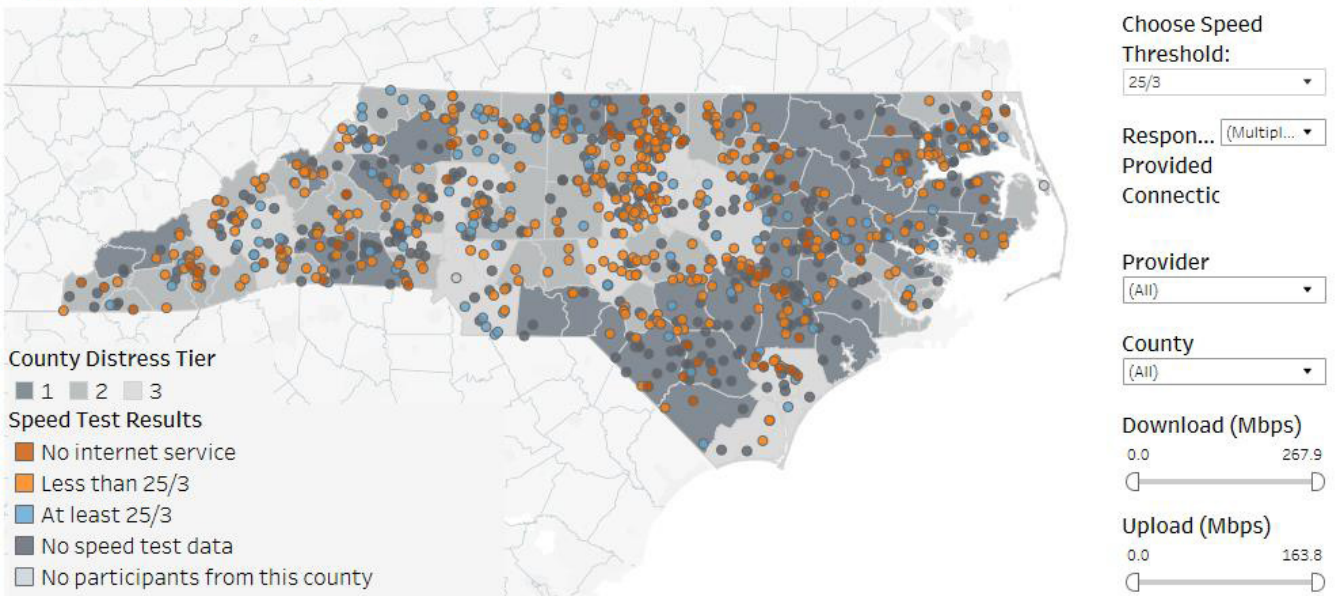 Choose Speed
Threshold:
25/3
Respon... (Multipl...
Provided
Connectic
Provider
(All)
County
(All)
Download (Mbps)
0.0 267.9
Upload (Mbps)
0.0 163.8
County Distress Tier
1 2 3
Speed Test Results
No internet service
Less than 25/3
At least 25/3
No speed test data
No participants from this county